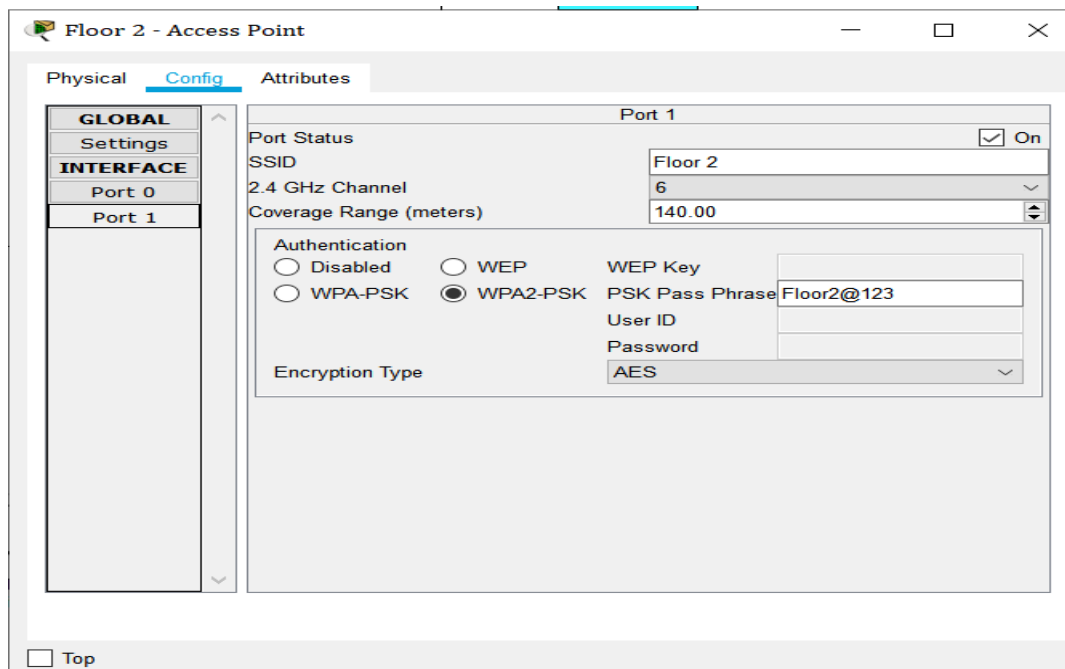 Floor 2 - Access Point
Physical Config Attributes
GLOBAL
Settings
INTERFACE
Port 0
Port 1
Port 1
Port Status On
SSID Floor 2
2.4 GHz Channel 6
Coverage Range (meters) 140.00
Authentication
Disabled WEP WEP Key
WPA-PSK WPA2-PSK PSK Pass Phrase Floor2@123
User ID
Password
Encryption Type AES
Top